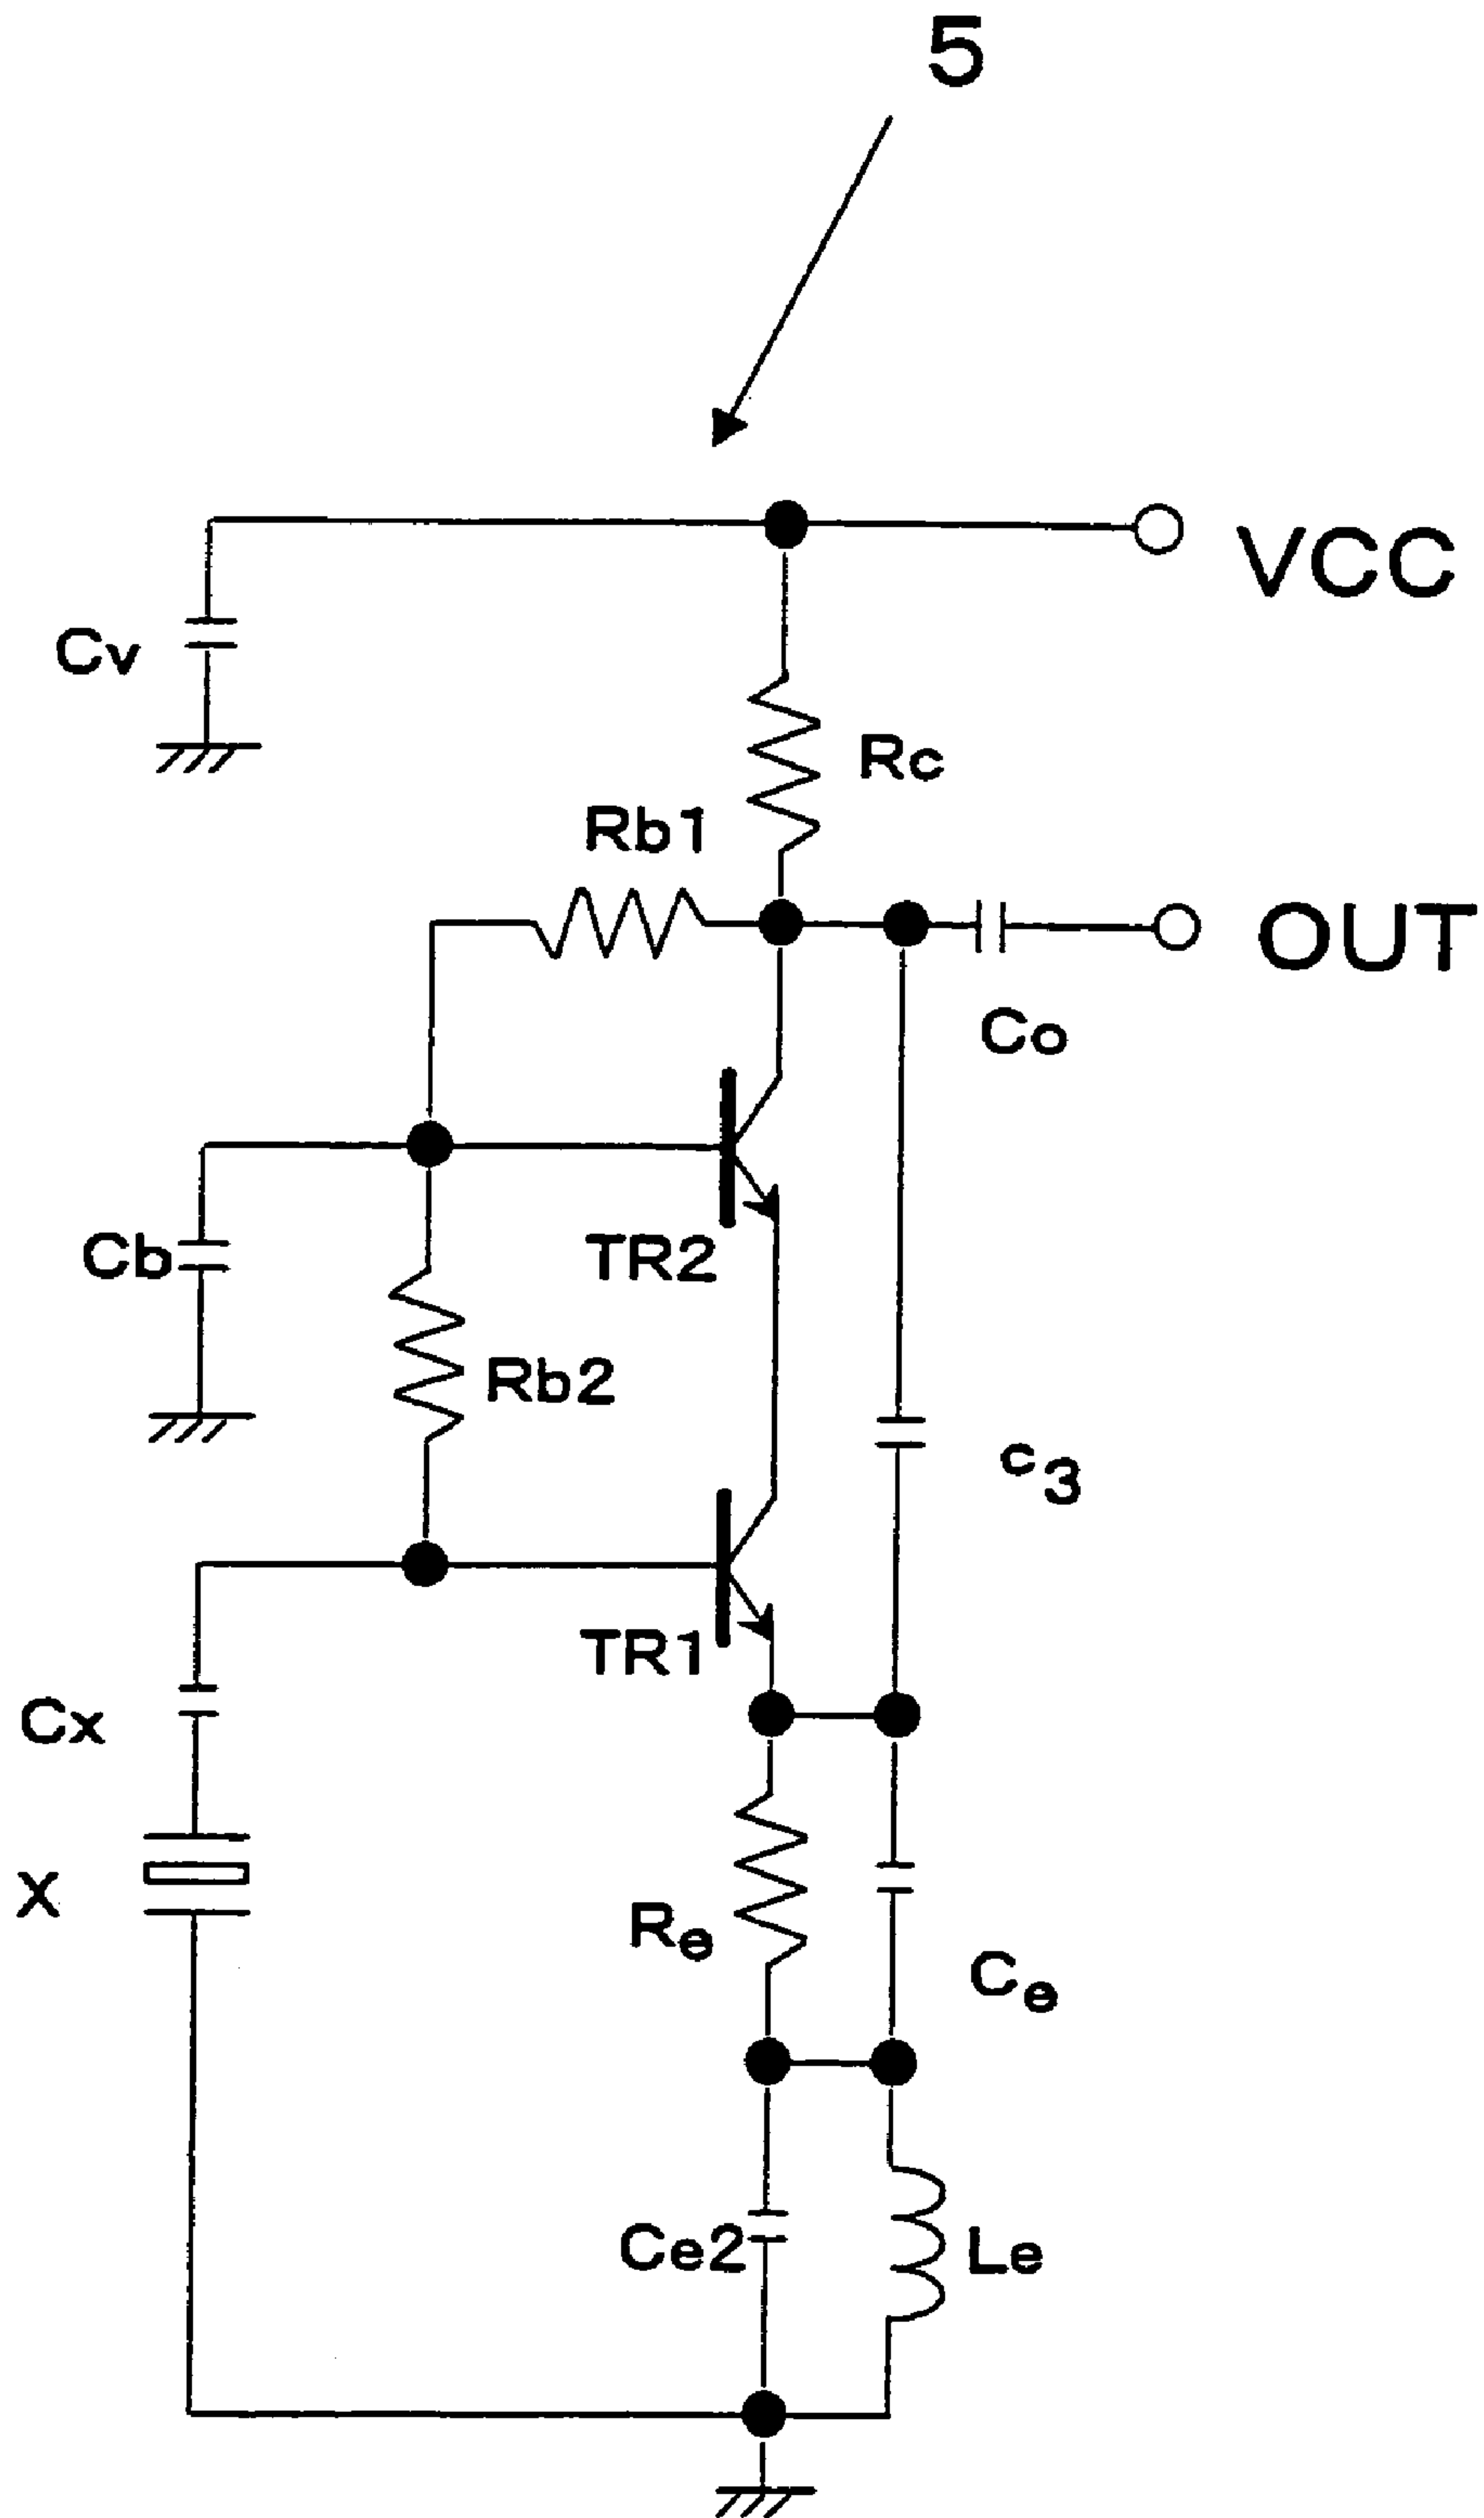 5
VCC
Cv
Rc
Rb1
OUT
Co
Cb
TR2
Rb2
c3
TR1
Cx
X
Re
Ce
Ce2
Le